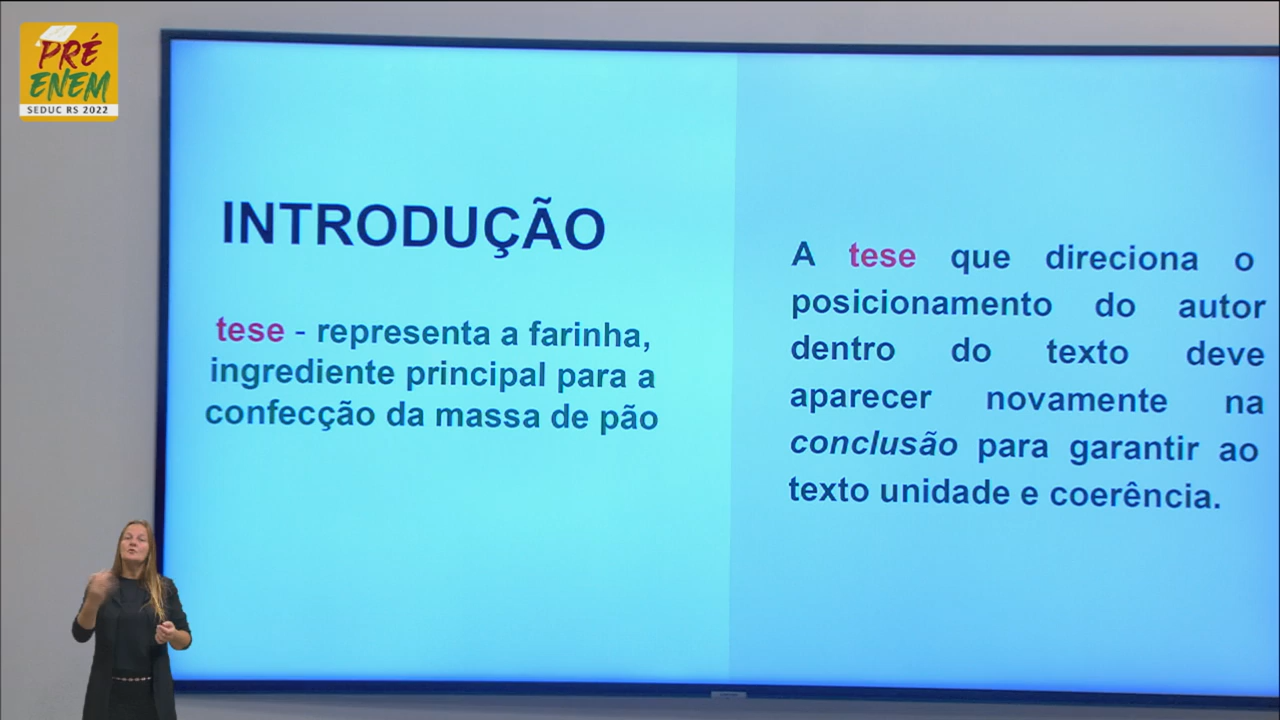 PRÉ
ENEM
SEDUC RS 2022
INTRODUÇÃO
tese - representa a farinha,
ingrediente principal para a
confecção da massa de pão
A tese que direciona o
posicionamento do autor
dentro do texto deve
aparecer novamente na
conclusão para garantir ao
texto unidade e coerência.